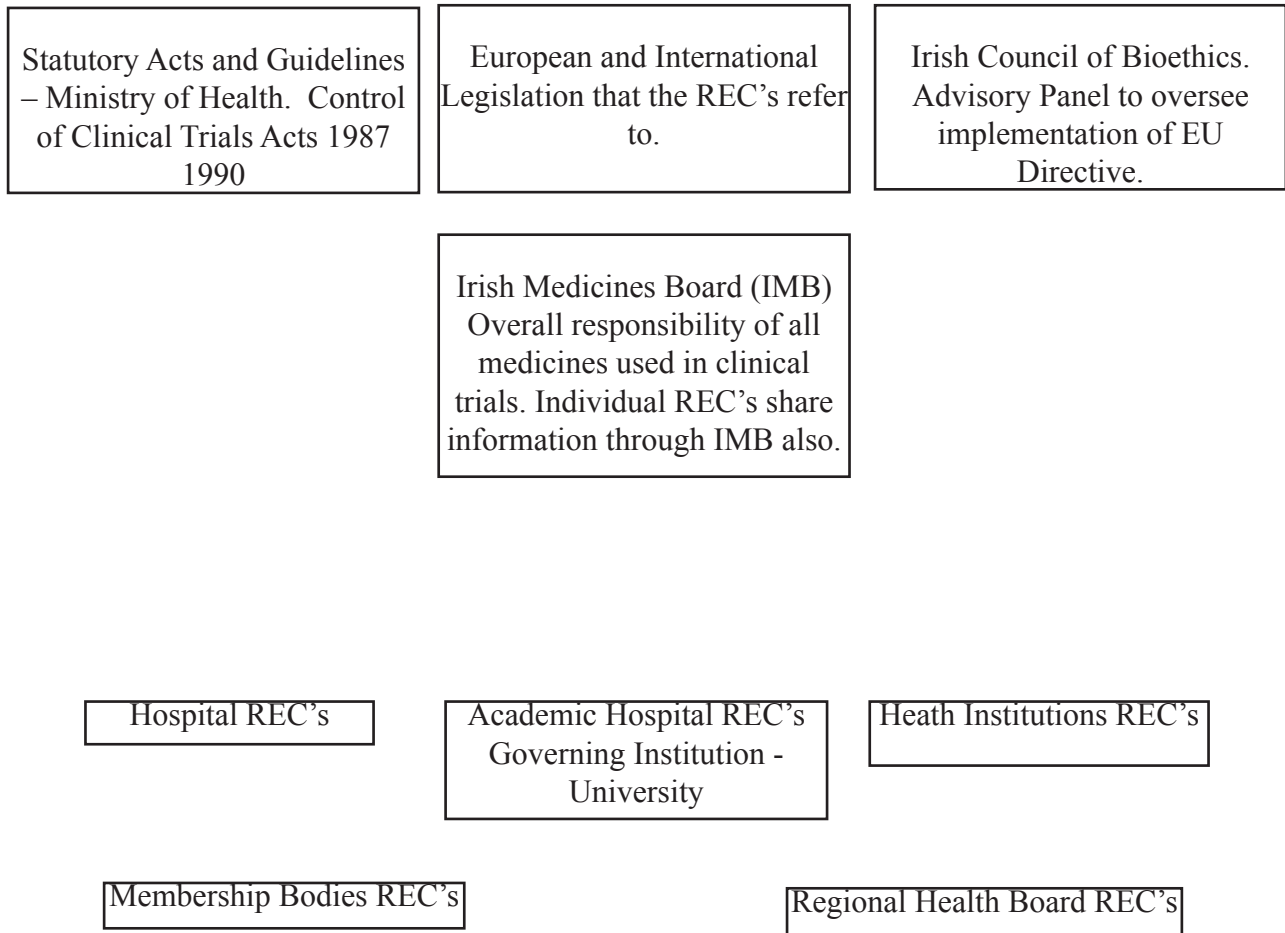 Statutory Acts and Guidelines
– Ministry of Health.  Control
of Clinical Trials Acts 1987
1990
European and International
Legislation that the REC’s refer
to.
Irish Council of Bioethics.
Advisory Panel to oversee
implementation of EU
Directive.
Irish Medicines Board (IMB)
Overall responsibility of all
medicines used in clinical
trials. Individual REC’s share
information through IMB also.
Hospital REC’s
Academic Hospital REC’s
Governing Institution -
University
Heath Institutions REC’s
Membership Bodies REC’s
Regional Health Board REC’s